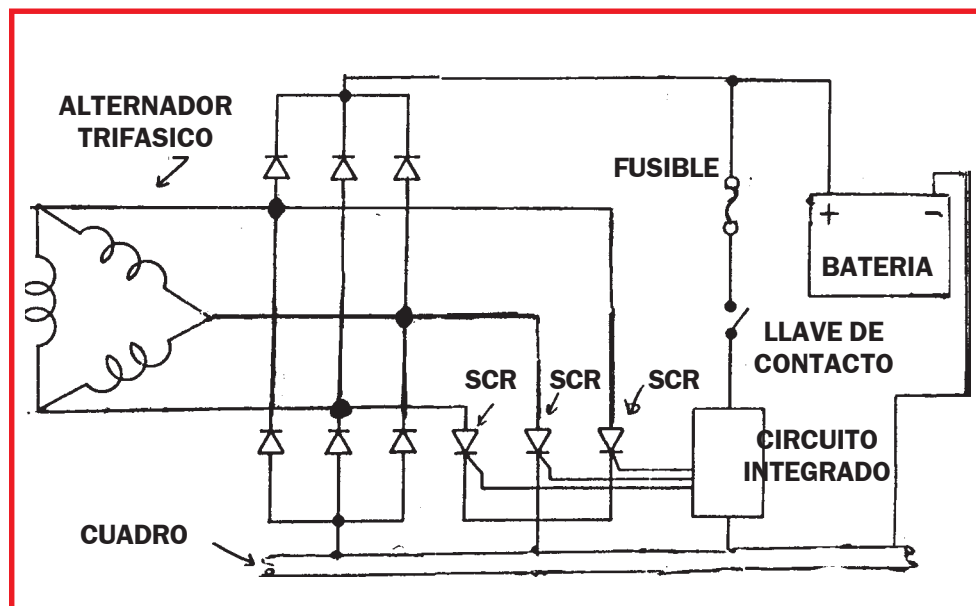 ALTERNADOR
TRIFASICO
FUSIBLE
+ -
BATERIA
LLAVE DE
CONTACTO
SCR SCR SCR
CIRCUITO
INTEGRADO
CUADRO